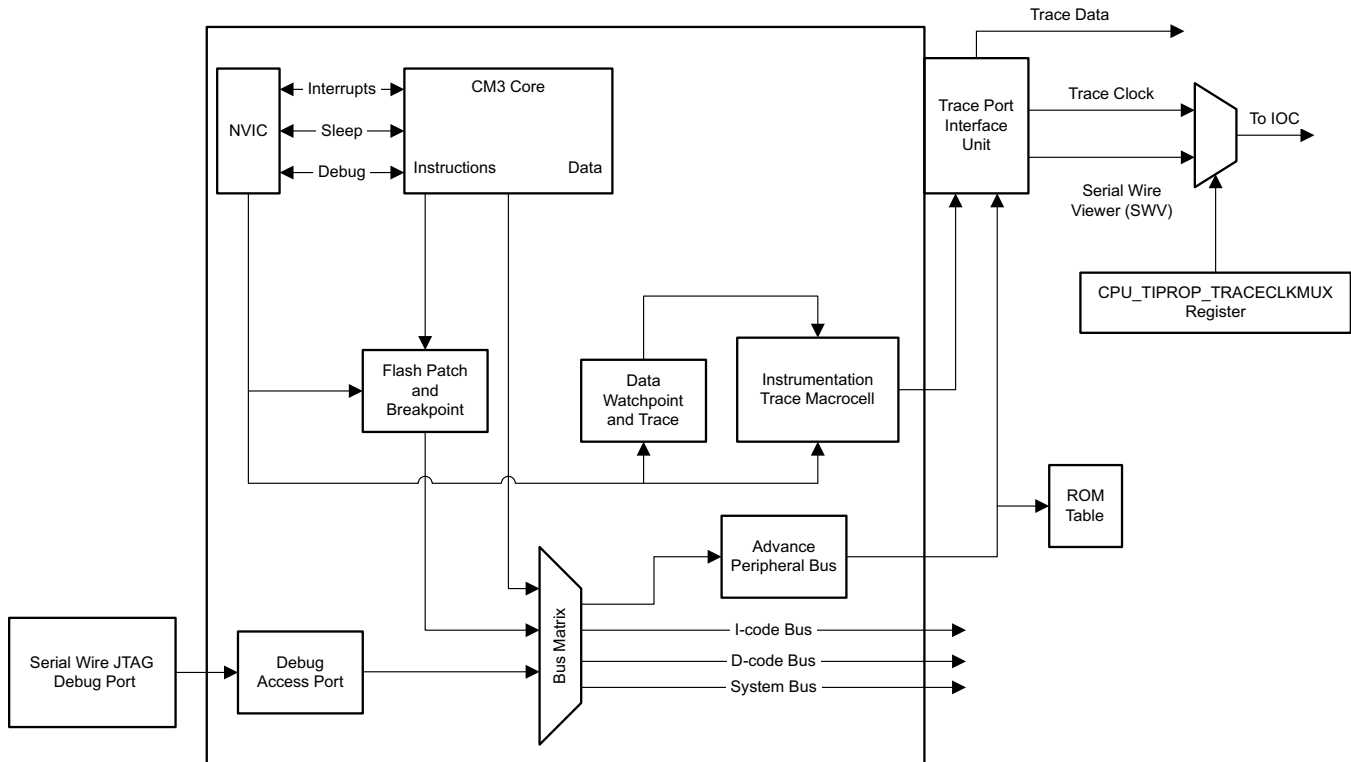 Trace Data
NVIC
Interrupts
Sleep
Debug
CM3 Core
Instructions
Data
Trace Port
Interface
Unit
Trace Clock
To IOC
Serial Wire
Viewer (SWV)
CPU_TIPROP_TRACECLKMUX
Register
Flash Patch
and
Breakpoint
Data
Watchpoint
and Trace
Instrumentation
Trace Macrocell
ROM
Table
Advance
Peripheral Bus
Bus Matrix
I-code Bus
D-code Bus
System Bus
Serial Wire JTAG
Debug Port
Debug
Access Port